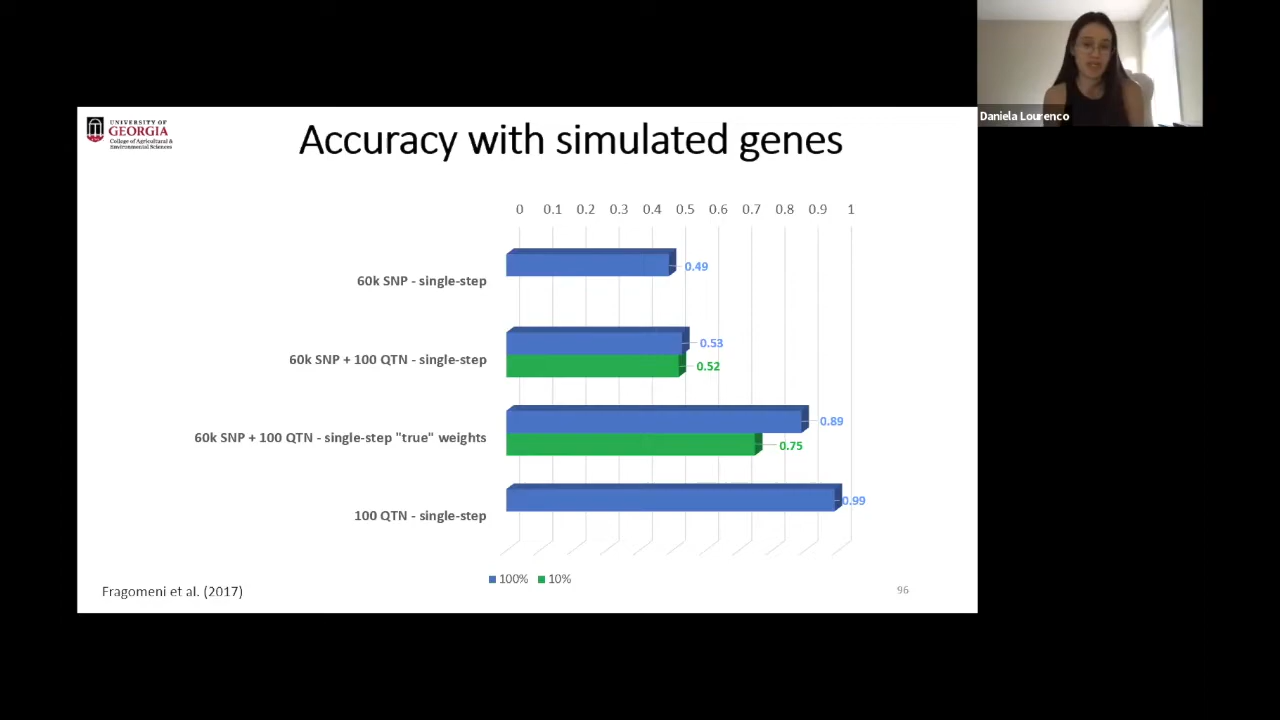 UNIVERSITY OF
GEORGIA
College of Agricultural &
Environmental Sciences
Accuracy with simulated genes
Daniela Lourenco
0 0.1 0.2 0.3 0.4 0.5 0.6 0.7 0.8 0.9 1
60k SNP - single-step
0.49
60k SNP + 100 QTN - single-step
0.53
0.52
60k SNP + 100 QTN - single-step "true" weights
0.89
0.75
100 QTN - single-step
0.99
100% 10%
Fragomeni et al. (2017)
96